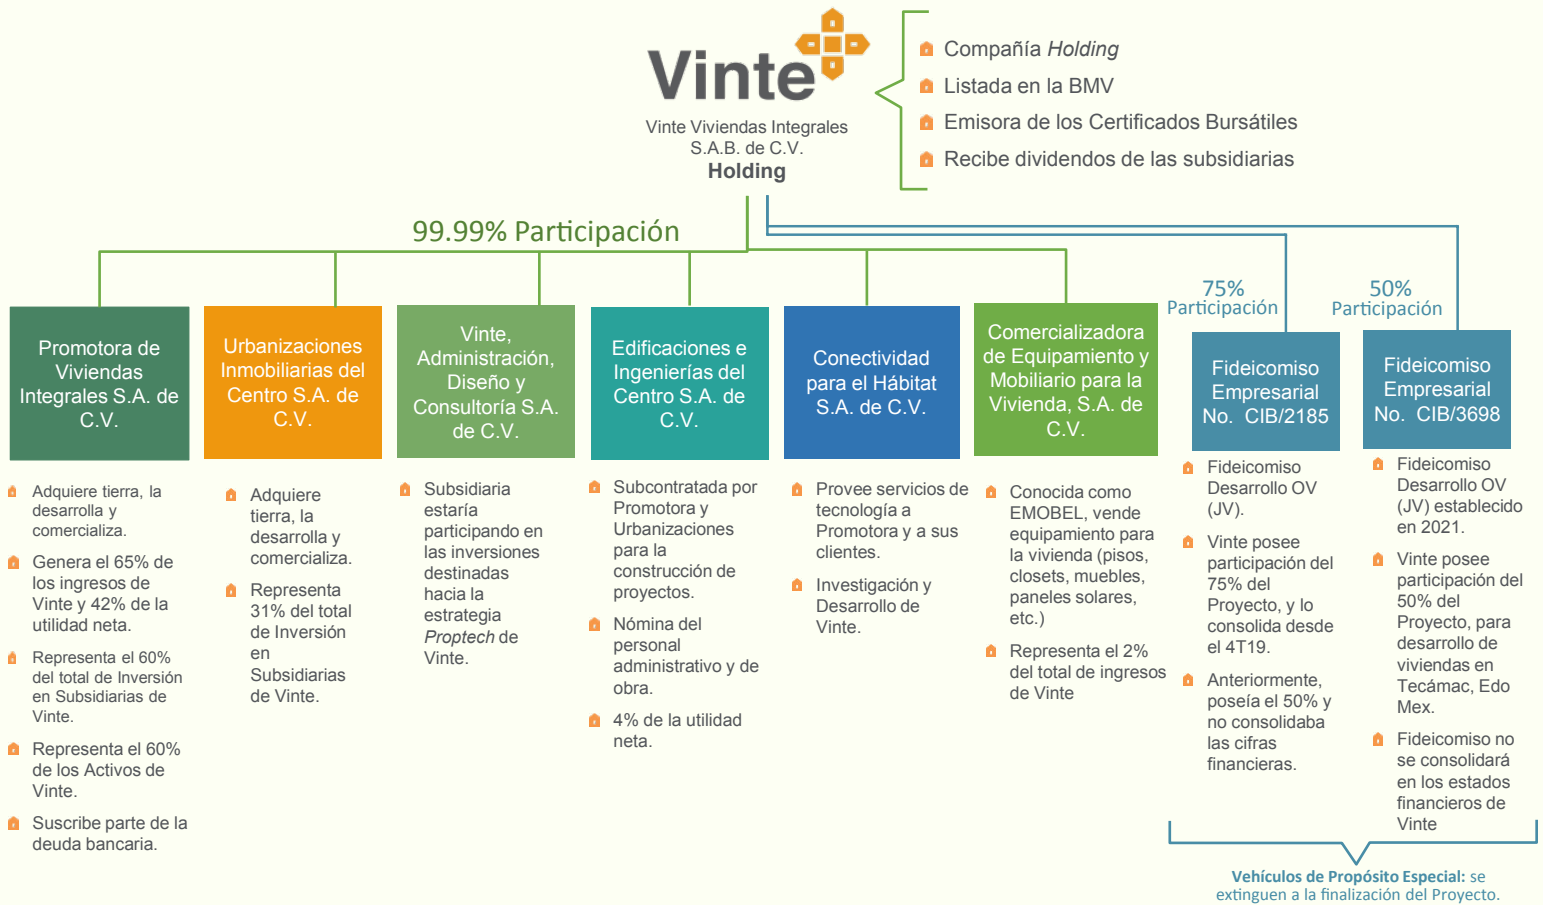 Vinte
Vinte Viviendas Integrales
S.A.B. de C.V.
Holding
Compañía Holding
Listada en la BMV
Emisora de los Certificados Bursátiles
Recibe dividendos de las subsidiarias
99.99% Participación
75%
Participación
50%
Participación
Promotora de
Viviendas
Integrales S.A. de
C.V.
Adquiere tierra, la
desarrolla y
comercializa.
Genera el 65% de
los ingresos de
Vinte y 42% de la
utilidad neta.
Representa el 60%
del total de Inversión
en Subsidiarias de
Vinte.
Representa el 60%
de los Activos de
Vinte.
Suscribe parte de la
deuda bancaria.
Urbanizaciones
Inmobiliarias del
Centro S.A. de
C.V.
Adquiere
tierra, la
desarrolla y
comercializa.
Representa
31% del total
de Inversión
en
Subsidiarias
de Vinte.
Vinte,
Administración,
Diseño y
Consultoría S.A.
de C.V.
Subsidiaria
estaría
participando en
las inversiones
destinadas
hacia la
estrategia
Proptech de
Vinte.
Edificaciones e
Ingenierías del
Centro S.A. de
C.V.
Subcontratada por
Promotora y
Urbanizaciones
para la
construcción de
proyectos.
Nómina del
personal
administrativo y de
obra.
4% de la utilidad
neta.
Conectividad
para el Hábitat
S.A. de C.V.
Provee servicios de
tecnología a
Promotora y a sus
clientes.
Investigación y
Desarrollo de
Vinte.
Comercializadora
de Equipamiento y
Mobiliario para la
Vivienda, S.A. de
C.V.
Conocida como
EMOBEL, vende
equipamiento para
la vivienda (pisos,
closets, muebles,
paneles solares,
etc.)
Representa el 2%
del total de ingresos
de Vinte
Fideicomiso
Empresarial
No. CIB/2185
Fideicomiso
Desarrollo OV
(JV).
Vinte posee
participación del
75% del
Proyecto, y lo
consolida desde
el 4T19.
Anteriormente,
poseía el 50% y
no consolidaba
las cifras
financieras.
Fideicomiso
Empresarial
No. CIB/3698
Fideicomiso
Desarrollo OV
(JV) establecido
en 2021.
Vinte posee
participación del
50% del
Proyecto, para
desarrollo de
viviendas en
Tecámac, Edo
Mex.
Fideicomiso no
se consolidará
en los estados
financieros de
Vinte
Vehículos de Propósito Especial: se
extinguen a la finalización del Proyecto.